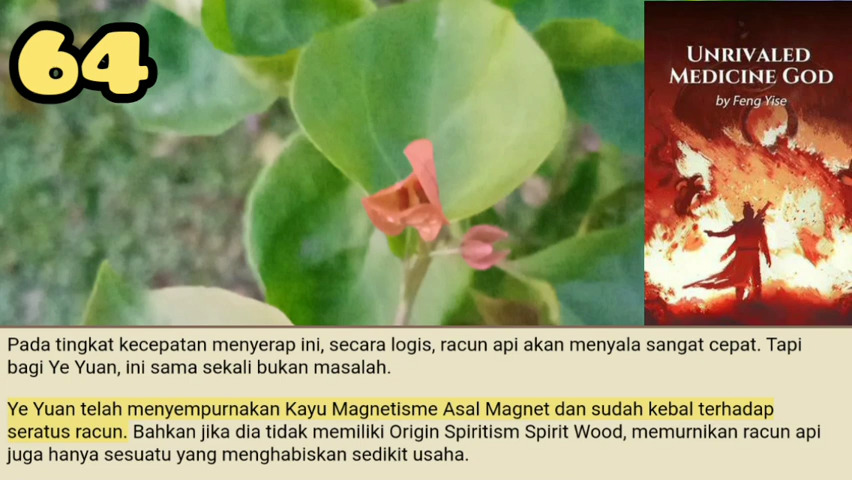 64
UNRIVALED
MEDICINE GOD
by Feng Yise
Pada tingkat kecepatan menyerap ini, secara logis, racun api akan menyala sangat cepat. Tapi
bagi Ye Yuan, ini sama sekali bukan masalah.
Ye Yuan telah menyempurnakan Kayu Magnetisme Asal Magnet dan sudah kebal terhadap
seratus racun. Bahkan jika dia tidak memiliki Origin Spiritism Spirit Wood, memurnikan racun api
juga hanya sesuatu yang menghabiskan sedikit usaha.